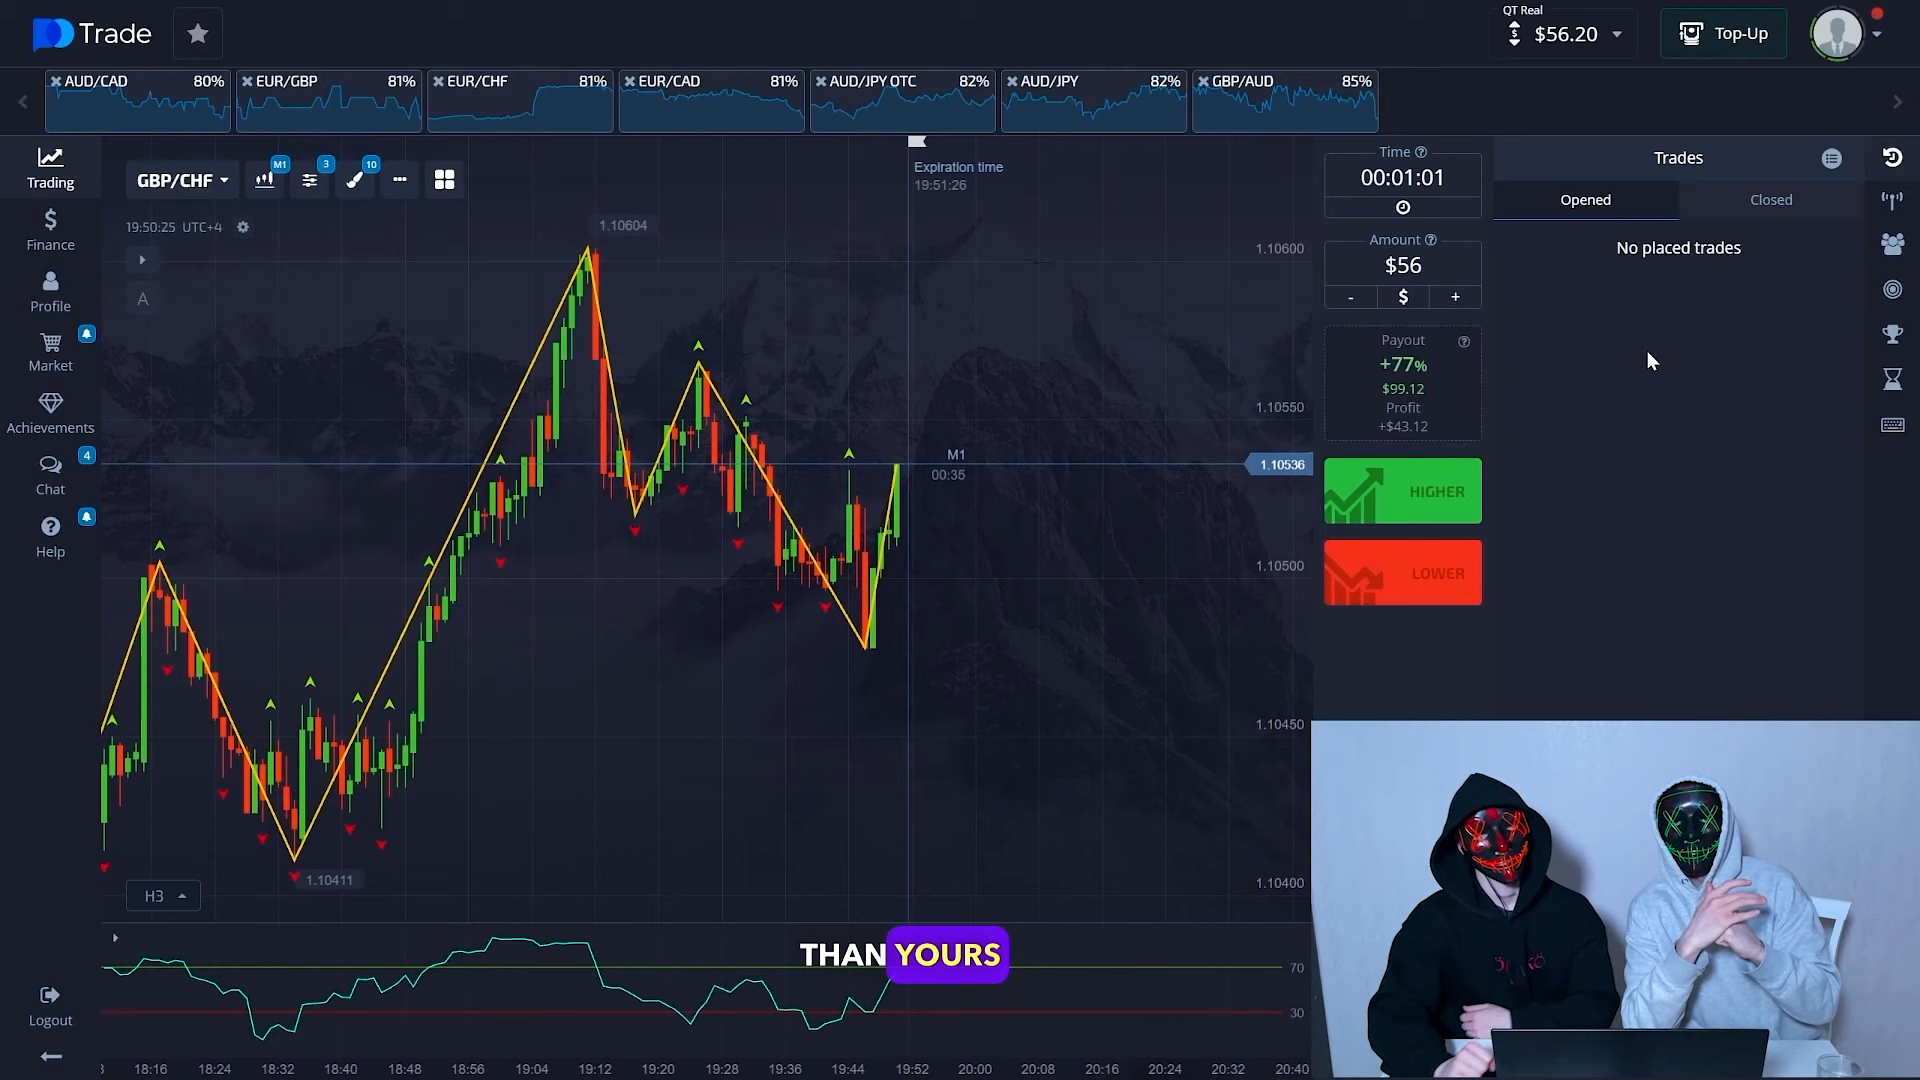 Trade
QT Real
$56.20
Top-Up
AUD/CAD 80%
EUR/GBP 81%
EUR/CHF 81%
EUR/CAD 81%
AUD/JPY OTC 82%
AUD/JPY 82%
GBP/AUD 85%
Trading
Finance
Profile
Market
Achievements
4
Chat
Help
Logout
GBP/CHF
M1
3
10
19:50:25 UTC+4
A
Expiration time
19:51:26
1.10604
1.10411
M1
00:35
H3
1.10600
1.10550
1.10536
1.10500
1.10450
1.10400
70
30
THAN YOURS
18:16 18:24 18:32 18:40 18:48 18:56 19:04 19:12 19:20 19:28 19:36 19:44 19:52 20:00 20:08 20:16 20:24 20:32 20:40
Time
00:01:01
Amount
$56
- $ +
Payout
+77%
$99.12
Profit
+$43.12
HIGHER
LOWER
Trades
Opened
Closed
No placed trades